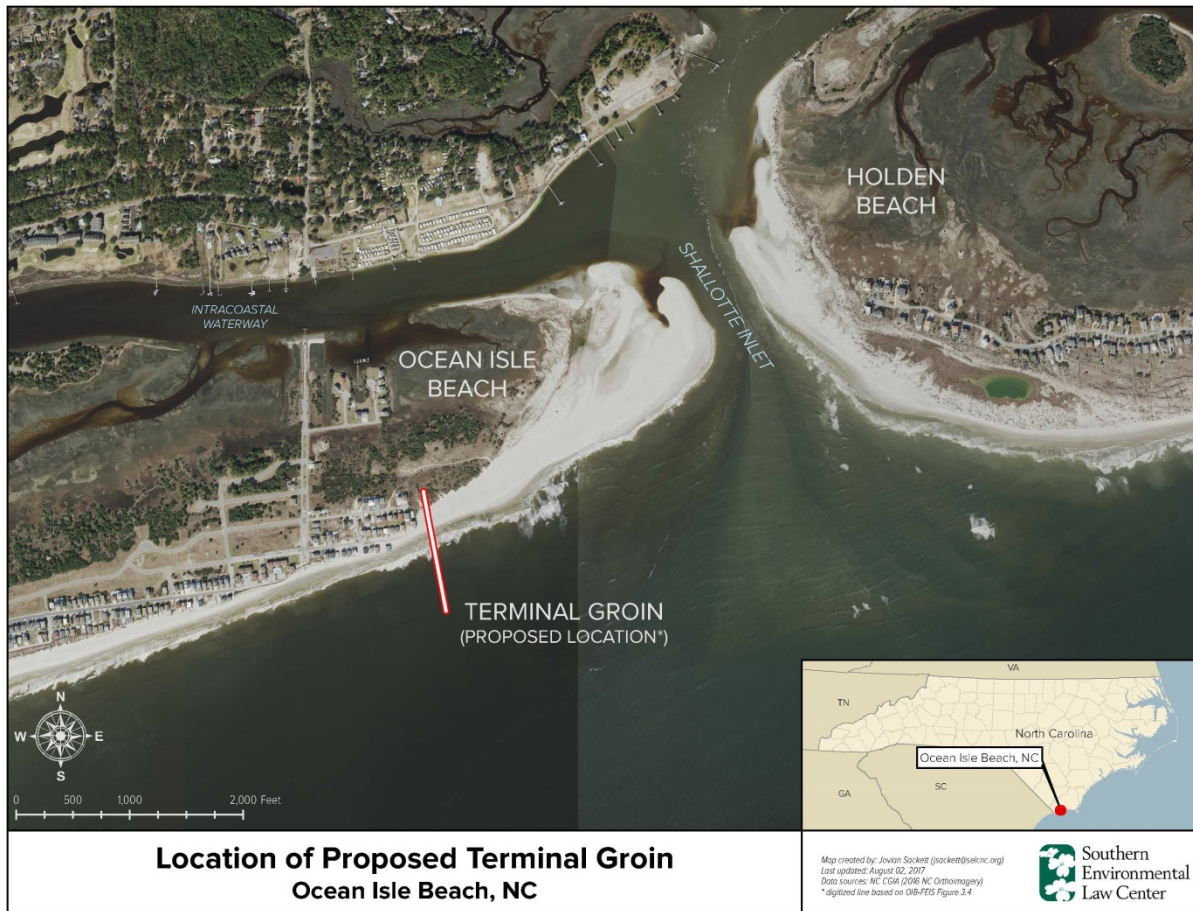 HOLDEN
BEACH
SHALLOTTE INLET
INTRACOASTAL
WATERWAY
OCEAN ISLE
BEACH
TERMINAL GROIN
(PROPOSED LOCATION*)
N
W E
S
0 500 1,000 2,000 Feet
VA
TN
North Carolina
Ocean Isle Beach, NC
SC
GA
Location of Proposed Terminal Groin
Ocean Isle Beach, NC
Map created by: Jovian Sackett (jsackett@selcnc.org)
Last updated: August 02, 2017
Data sources: NC CGIA (2016 NC Orthoimagery)
* digitized line based on OIB-FEIS Figure 3.4
Southern
Environmental
Law Center